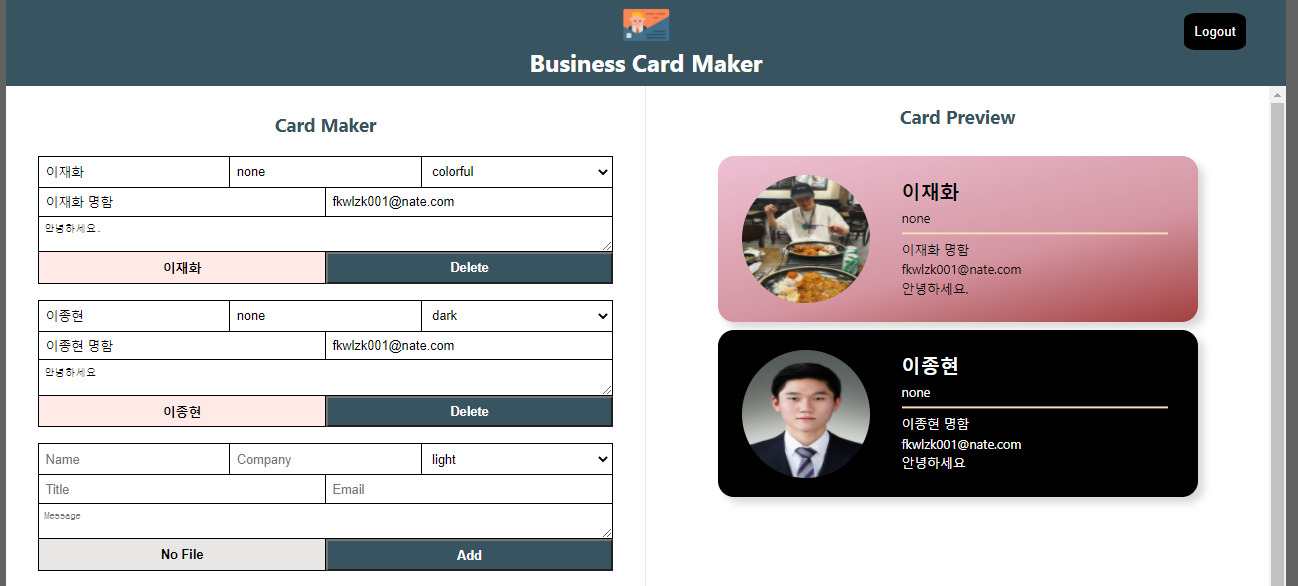 Business Card Maker
Logout
Card Maker
이재화 none colorful
이재화 명함 fkwlzk001@nate.com
안녕하세요.
이재화 Delete
이종현 none dark
이종현 명함 fkwlzk001@nate.com
안녕하세요
이종현 Delete
Name Company light
Title Email
Message
No File Add
Card Preview
이재화
none
이재화 명함
fkwlzk001@nate.com
안녕하세요.
이종현
none
이종현 명함
fkwlzk001@nate.com
안녕하세요